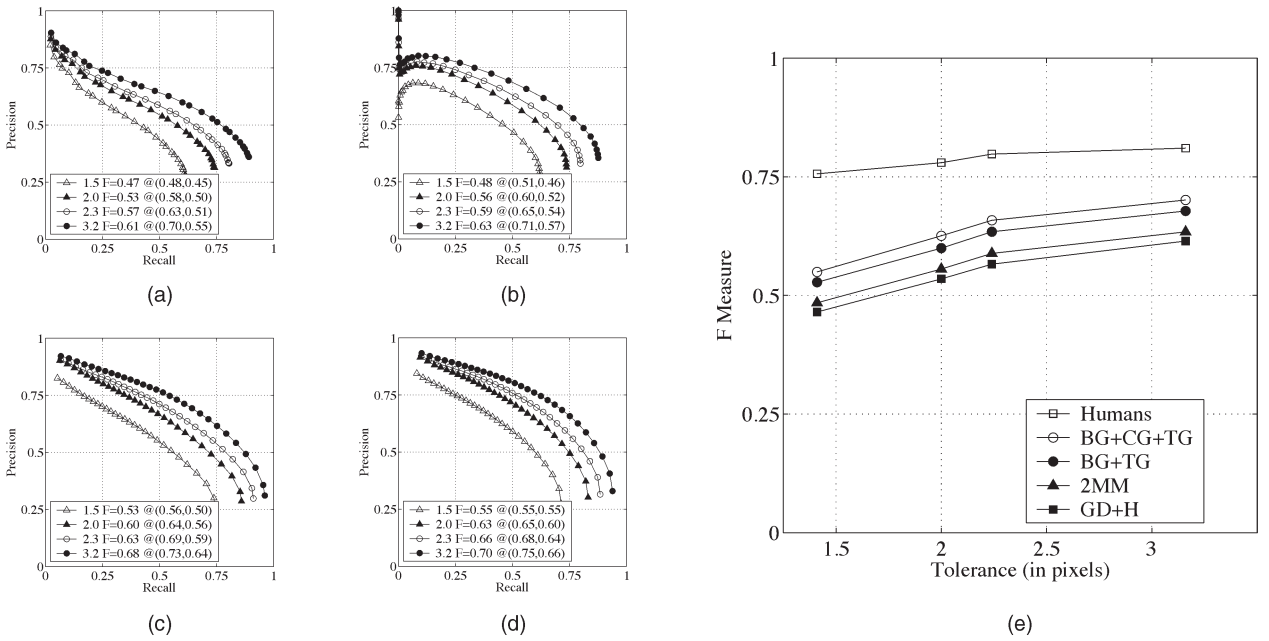 1
0.75
0.5
0.25
0
Precision
1.5 F=0.47 @(0.48,0.45)
2.0 F=0.53 @(0.58,0.50)
2.3 F=0.57 @(0.63,0.51)
3.2 F=0.61 @(0.70,0.55)
0 0.25 0.5 0.75 1
Recall
(a)
1
0.75
0.5
0.25
0
Precision
1.5 F=0.48 @(0.51,0.46)
2.0 F=0.56 @(0.60,0.52)
2.3 F=0.59 @(0.65,0.54)
3.2 F=0.63 @(0.71,0.57)
0 0.25 0.5 0.75 1
Recall
(b)
1
0.75
0.5
0.25
0
Precision
1.5 F=0.53 @(0.56,0.50)
2.0 F=0.60 @(0.64,0.56)
2.3 F=0.63 @(0.69,0.59)
3.2 F=0.68 @(0.73,0.64)
0 0.25 0.5 0.75 1
Recall
(c)
1
0.75
0.5
0.25
0
Precision
1.5 F=0.55 @(0.55,0.55)
2.0 F=0.63 @(0.65,0.60)
2.3 F=0.66 @(0.68,0.64)
3.2 F=0.70 @(0.75,0.66)
0 0.25 0.5 0.75 1
Recall
(d)
1
0.75
0.5
0.25
0
F Measure
Humans
BG+CG+TG
BG+TG
2MM
GD+H
1.5 2 2.5 3
Tolerance (in pixels)
(e)